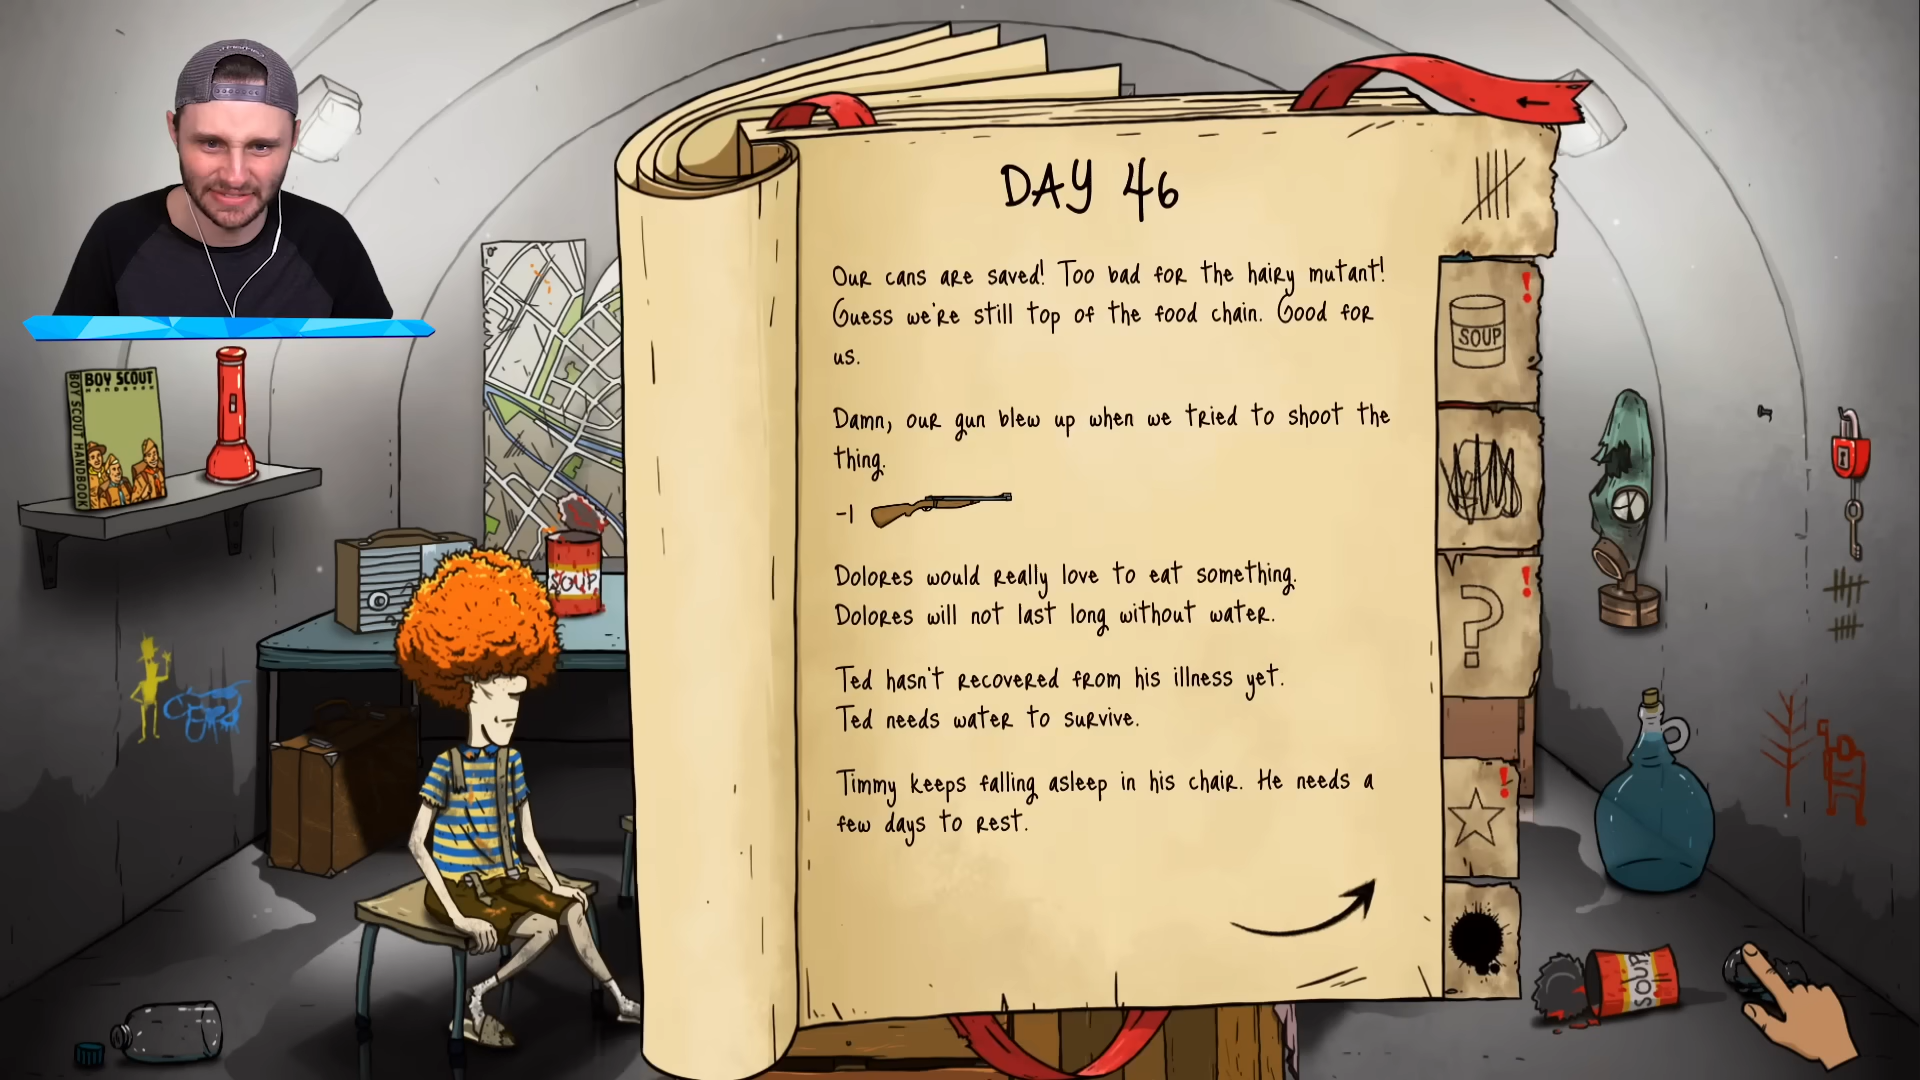 DAY 46
Our cans are saved! Too bad for the hairy mutant!
Guess we're still top of the food chain. Good for
us.
Damn, our gun blew up when we tried to shoot the
thing.
-1
Dolores would really love to eat something.
Dolores will not last long without water.
Ted hasn't recovered from his illness yet.
Ted needs water to survive.
Timmy keeps falling asleep in his chair. He needs a
few days to rest.
!
SOUP
?
!
!
BOY SCOUT
HANDBOOK
BOY SCOUT HANDBOOK
SOUP
SOUP